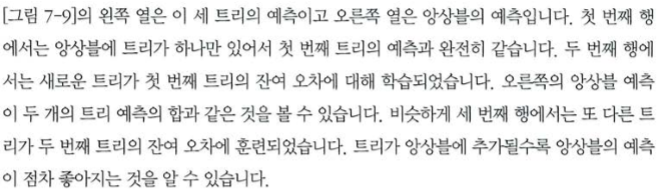 [그림 7-9]의 왼쪽 열은 이 세 트리의 예측이고 오른쪽 열은 앙상블의 예측입니다. 첫 번째 행
에서는 앙상블에 트리가 하나만 있어서 첫 번째 트리의 예측과 완전히 같습니다. 두 번째 행에
서는 새로운 트리가 첫 번째 트리의 잔여 오차에 대해 학습되었습니다. 오른쪽의 앙상블 예측
이 두 개의 트리 예측의 합과 같은 것을 볼 수 있습니다. 비슷하게 세 번째 행에서는 또 다른 트
리가 두 번째 트리의 잔여 오차에 훈련되었습니다. 트리가 앙상블에 추가될수록 앙상블의 예측
이 점차 좋아지는 것을 알 수 있습니다.